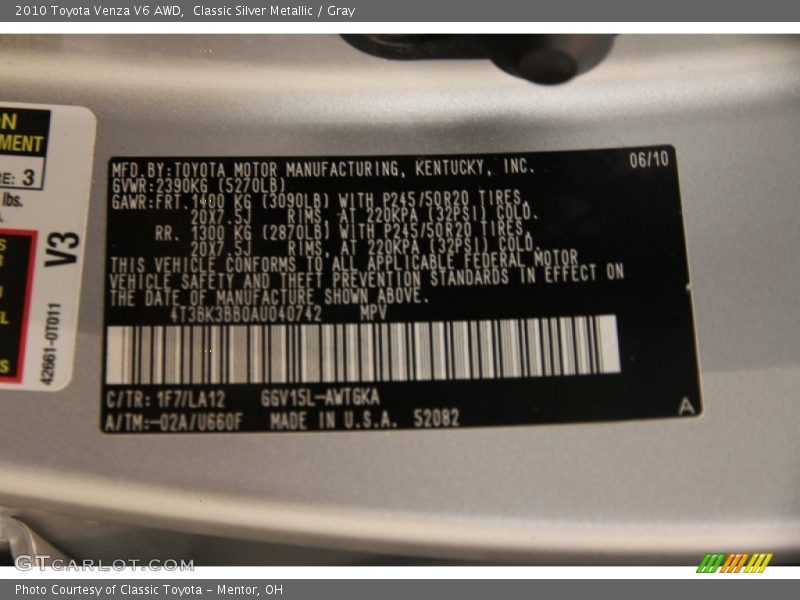 2010 Toyota Venza V6 AWD, Classic Silver Metallic / Gray
N
MENT
RE: 3
lbs.
V3
42661-0T011
MFD.BY:TOYOTA MOTOR MANUFACTURING, KENTUCKY, INC. 06/10
GVWR:2390KG (5270LB)
GAWR:FRT.1400 KG (3090LB) WITH P245/50R20 TIRES,
20X7.5J RIMS, AT 220KPA (32PSI) COLD.
RR. 1300 KG (2870LB) WITH P245/50R20 TIRES,
20X7.5J RIMS, AT 220KPA (32PSI) COLD.
THIS VEHICLE CONFORMS TO ALL APPLICABLE FEDERAL MOTOR
VEHICLE SAFETY AND THEFT PREVENTION STANDARDS IN EFFECT ON
THE DATE OF MANUFACTURE SHOWN ABOVE.
4T3BK3BB0AU040742 MPV
C/TR: 1F7/LA12 GGV15L-AWTGKA
A/TM:-02A/U660F MADE IN U.S.A. 52082
A
GTCarLot.com
Photo Courtesy of Classic Toyota - Mentor, OH